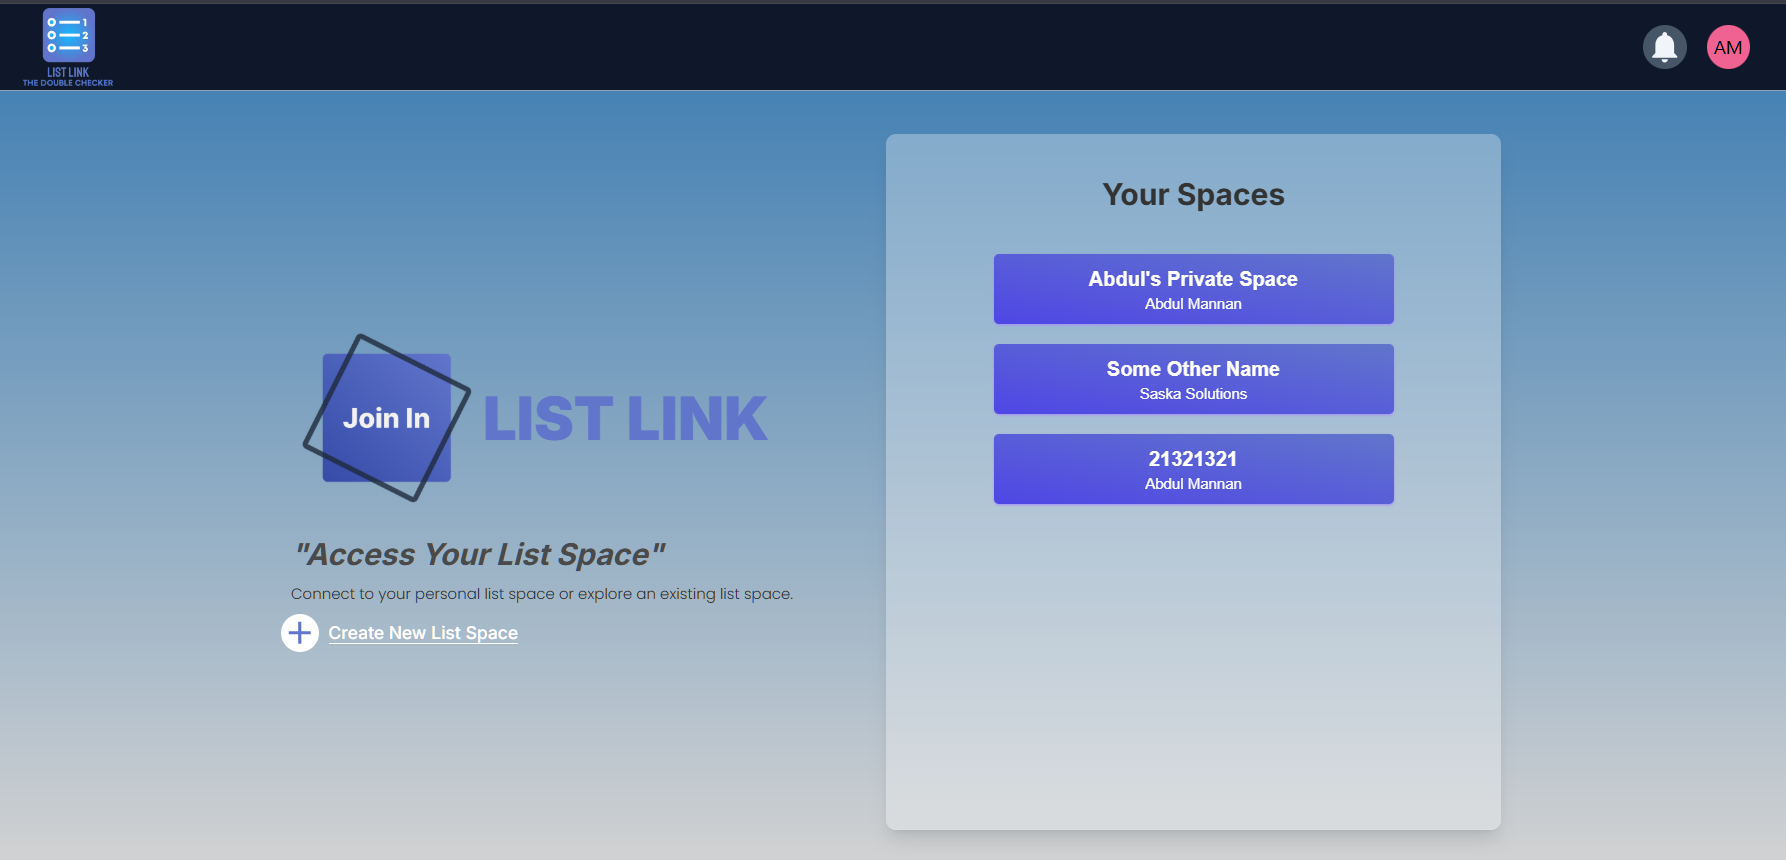 1
2
3
LIST LINK
THE DOUBLE CHECKER
AM
Join In
LIST LINK
"Access Your List Space"
Connect to your personal list space or explore an existing list space.
Create New List Space
Your Spaces
Abdul's Private Space
Abdul Mannan
Some Other Name
Saska Solutions
21321321
Abdul Mannan